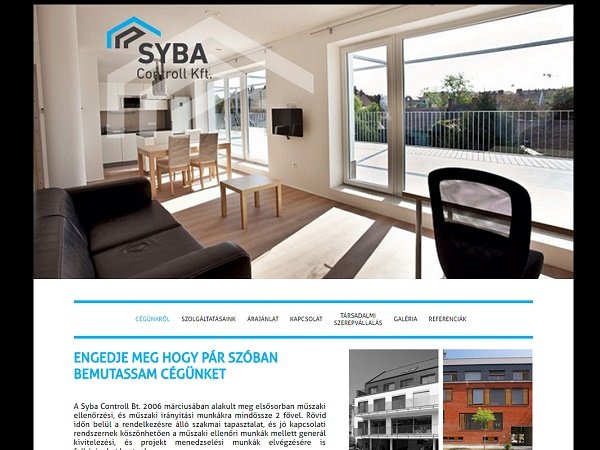 SYBA
Controll Kft.
CÉGÜNKRŐL
SZOLGÁLTATÁSAINK
ÁRAJÁNLAT
KAPCSOLAT
TÁRSADALMI
SZEREPVÁLLALÁS
GALÉRIA
REFERENCIÁK
ENGEDJE MEG HOGY PÁR SZÓBAN
BEMUTASSAM CÉGÜNKET
A Syba Controll Bt. 2006 márciusában alakult meg elsősorban műszaki
ellenőrzési, és műszaki irányítási munkákra mindössze 2 fővel. Rövid
időn belül a rendelkezésre álló szakmai tapasztalat, és jó kapcsolati
rendszernek köszönhetően a műszaki ellenőri munkák mellett generál
kivitelezési, és projekt menedzselési munkák elvégzésére is